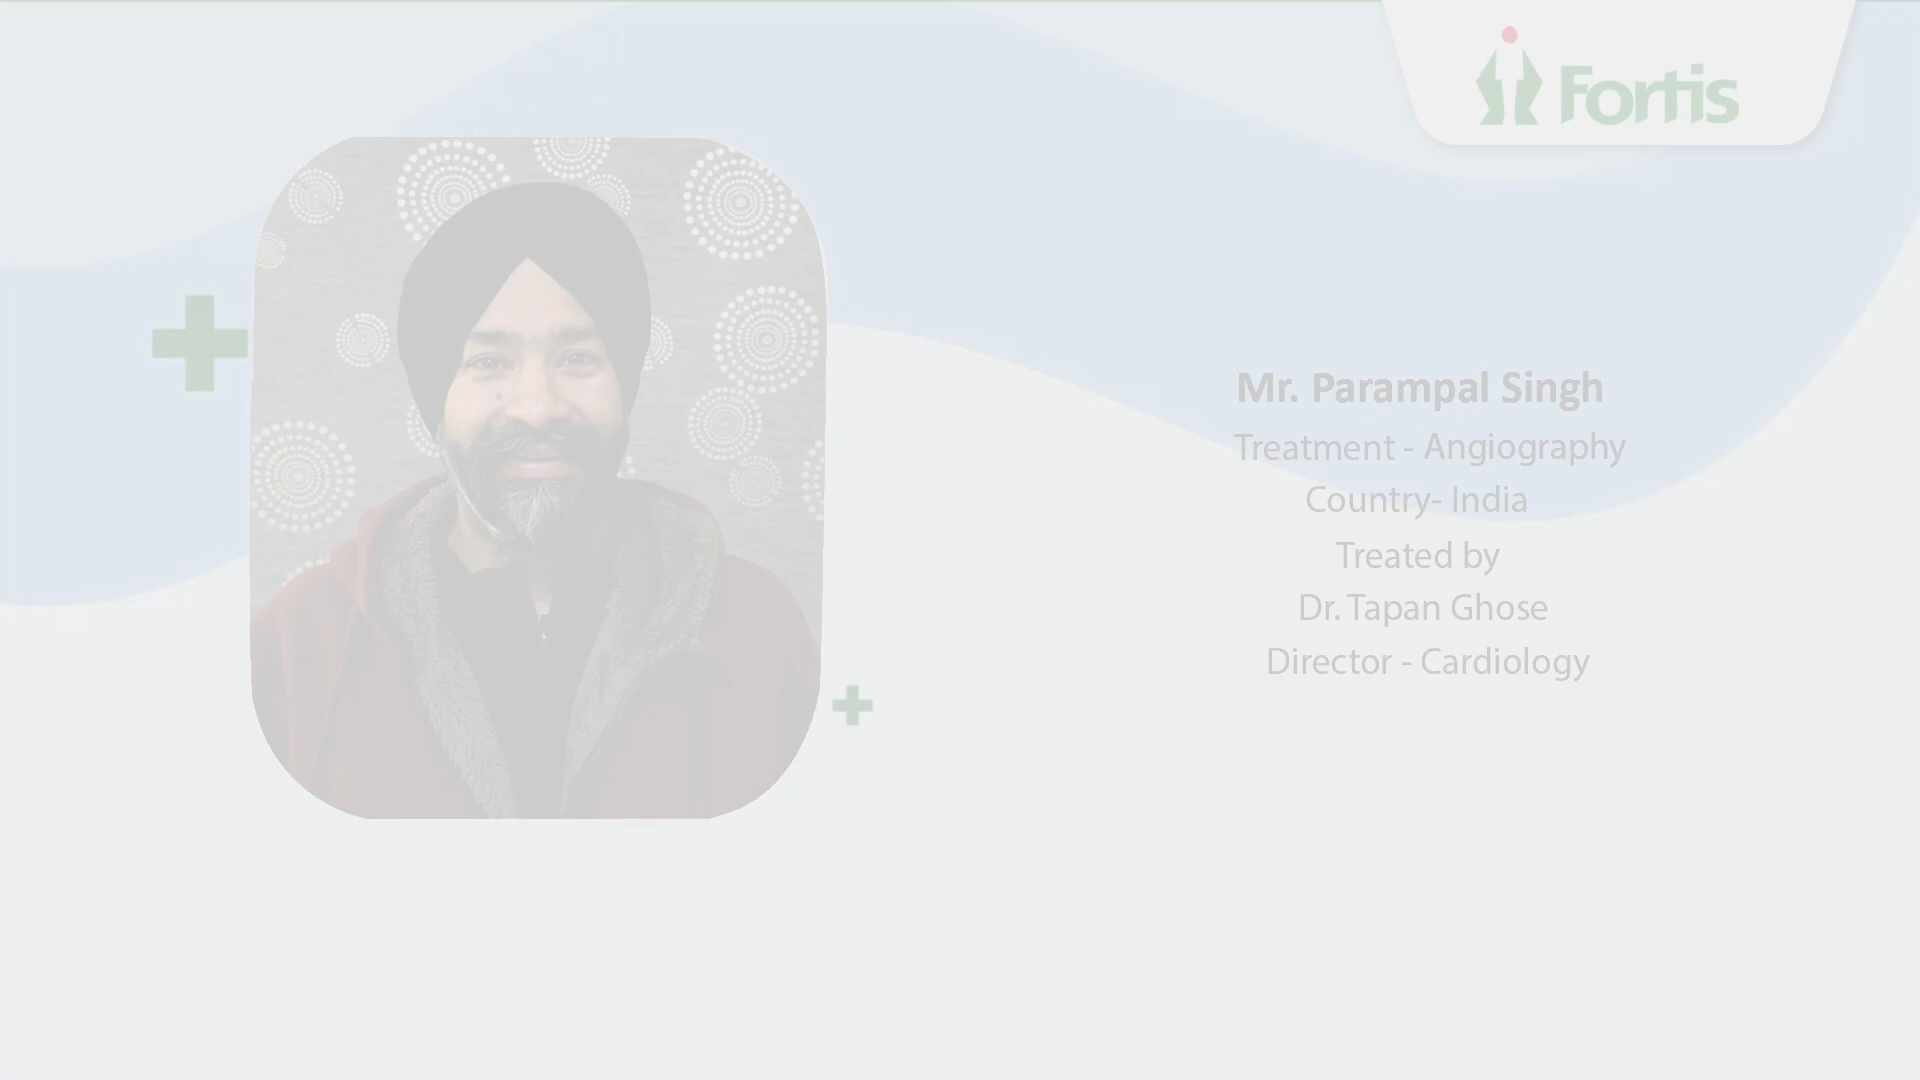 Fortis
Mr. Parampal Singh
Treatment - Angiography
Country- India
Treated by
Dr. Tapan Ghose
Director - Cardiology